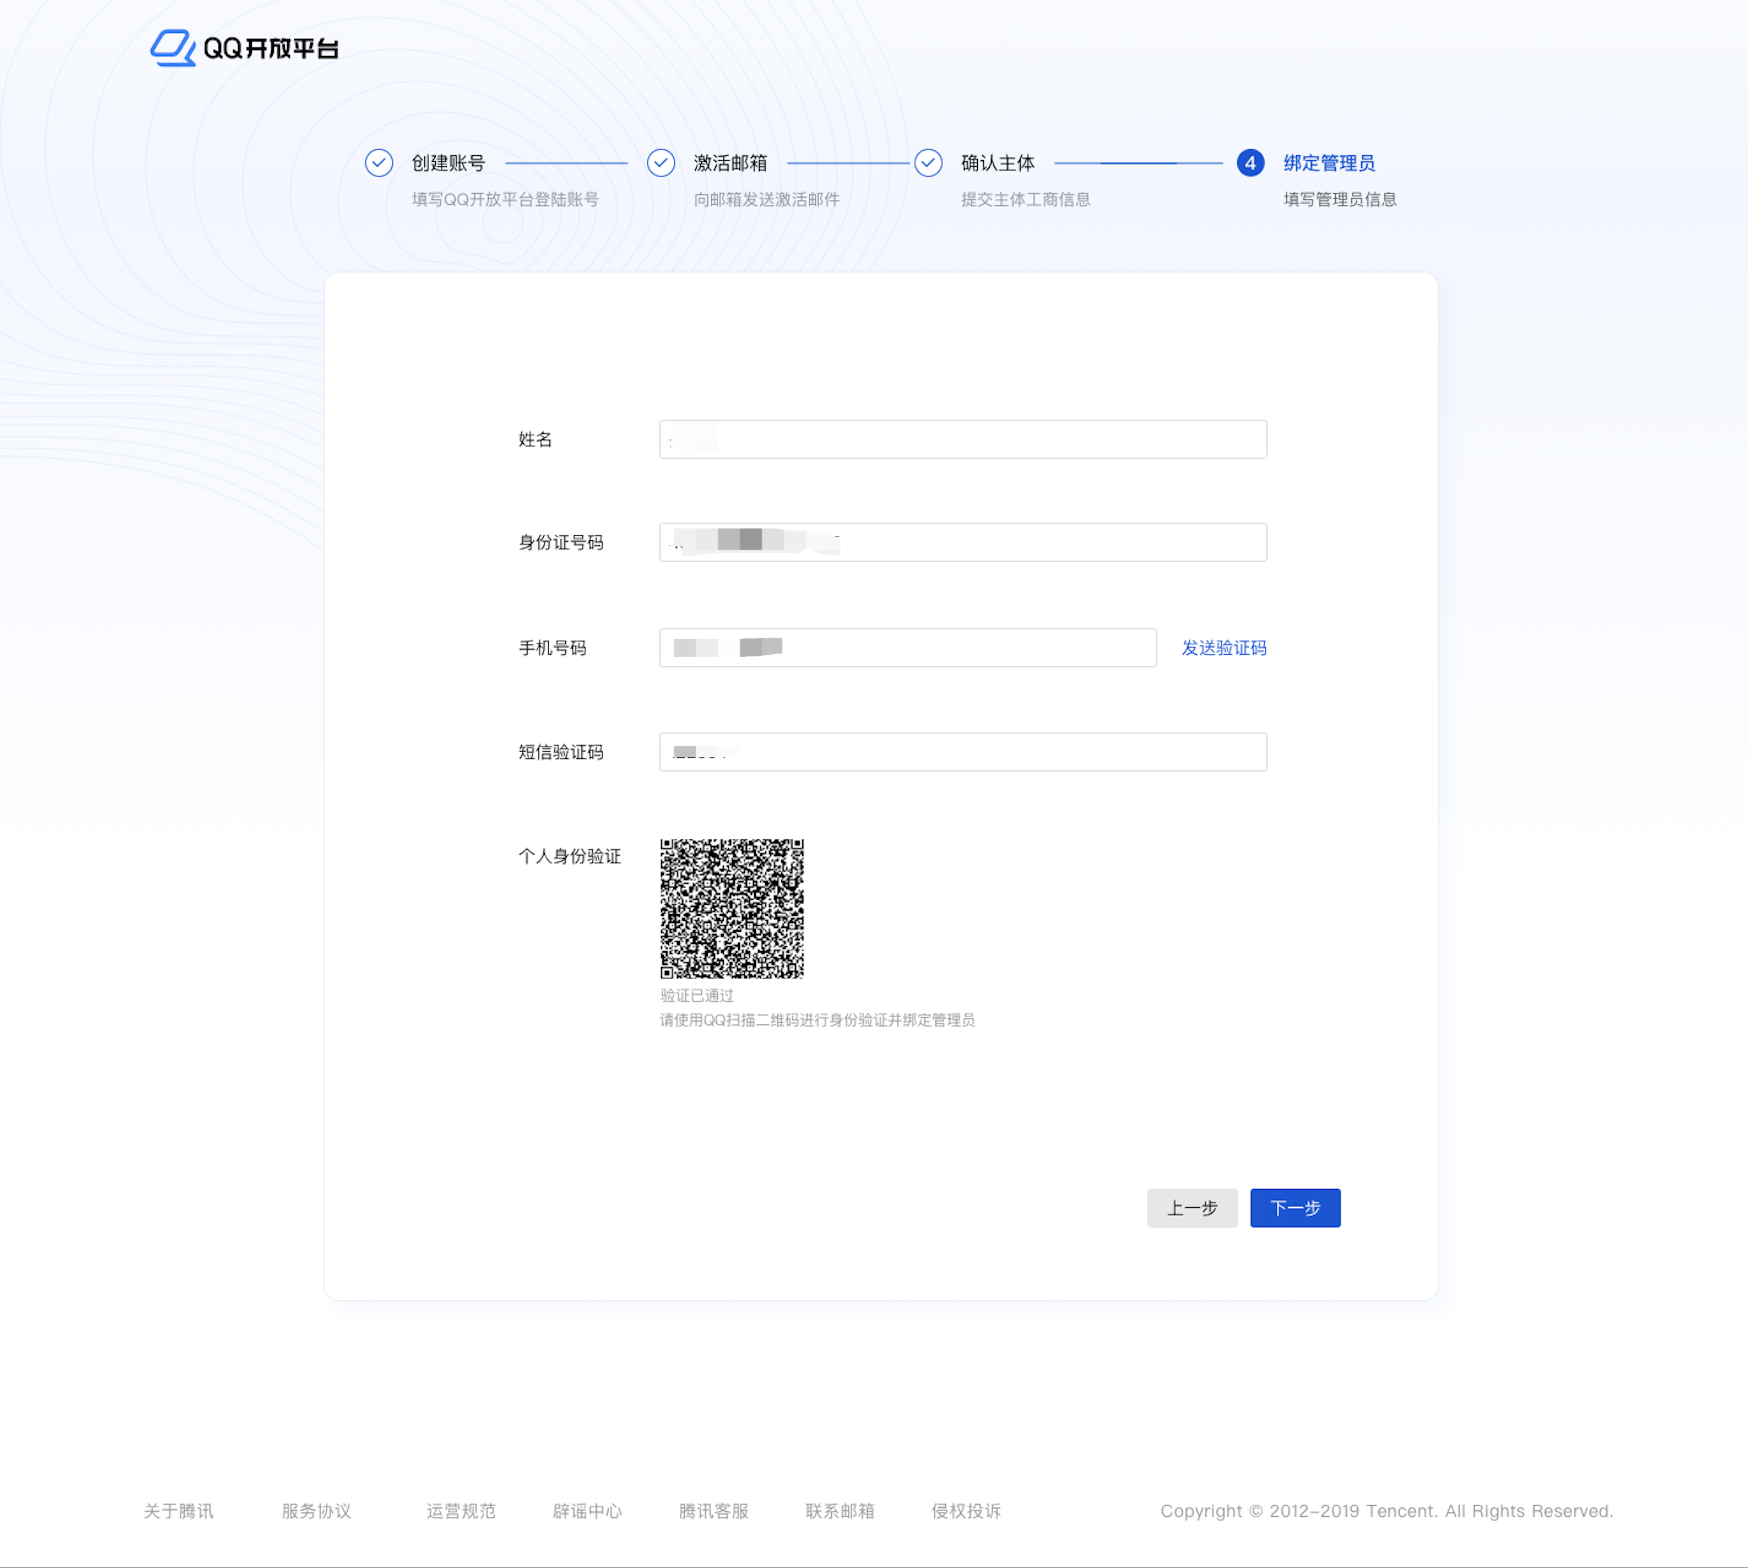 QQ开放平台
创建账号
填写QQ开放平台登陆账号
激活邮箱
向邮箱发送激活邮件
确认主体
提交主体工商信息
4 绑定管理员
填写管理员信息
姓名
身份证号码
手机号码
发送验证码
短信验证码
个人身份验证
验证已通过
请使用QQ扫描二维码进行身份验证并绑定管理员
上一步 下一步
关于腾讯 服务协议 运营规范 辟谣中心 腾讯客服 联系邮箱 侵权投诉 Copyright © 2012-2019 Tencent. All Rights Reserved.